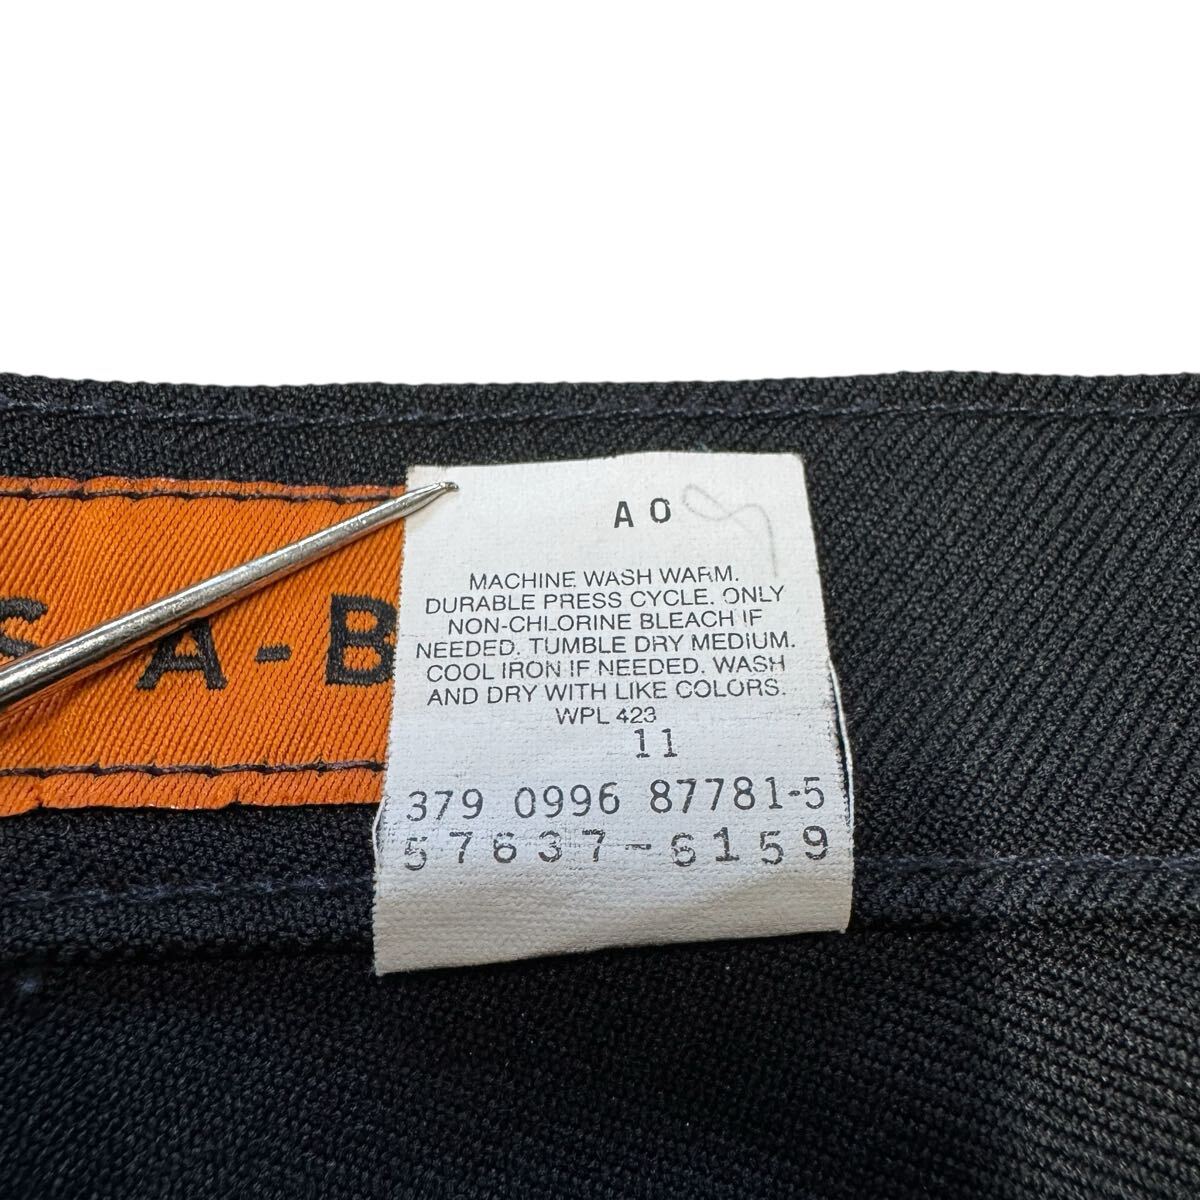 A O
S A-B
MACHINE WASH WARM.
DURABLE PRESS CYCLE. ONLY
NON-CHLORINE BLEACH IF
NEEDED. TUMBLE DRY MEDIUM.
COOL IRON IF NEEDED. WASH
AND DRY WITH LIKE COLORS.
WPL 423
11
379 0996 87781-5
57637-6159